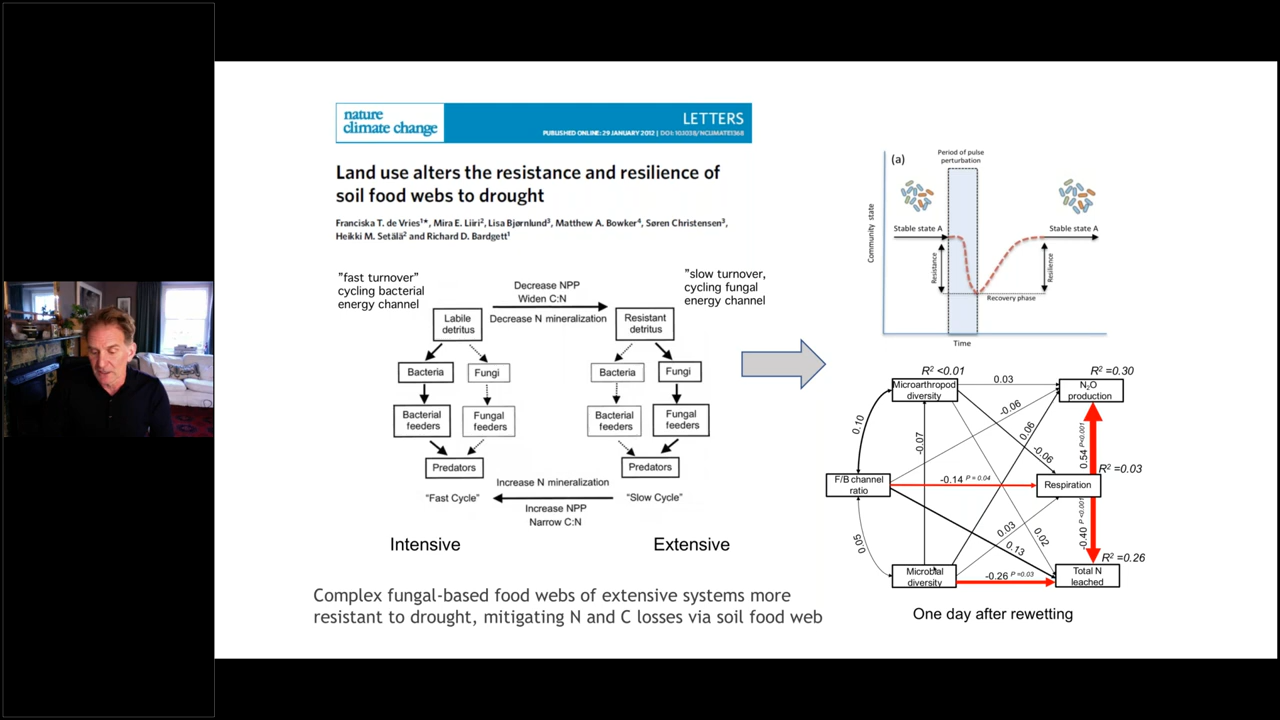 nature
climate change
LETTERS
PUBLISHED ONLINE: 29 JANUARY 2012 | DOI: 10.1038/NCLIMATE1368
Land use alters the resistance and resilience of
soil food webs to drought
Franciska T. de Vries1*, Mira E. Liiri2, Lisa Bjørnlund3, Matthew A. Bowker4, Søren Christensen3,
Heikki M. Setälä2 and Richard D. Bardgett1
"fast turnover"
cycling bacterial
energy channel
Decrease NPP
Widen C:N
Decrease N mineralization
"slow turnover,
cycling fungal
energy channel
Labile
detritus
Resistant
detritus
Bacteria
Fungi
Bacteria
Fungi
Bacterial
feeders
Fungal
feeders
Bacterial
feeders
Fungal
feeders
Predators
Predators
Increase N mineralization
"Fast Cycle"
"Slow Cycle"
Increase NPP
Narrow C:N
Intensive
Extensive
Complex fungal-based food webs of extensive systems more
resistant to drought, mitigating N and C losses via soil food web
(a)
Period of pulse
perturbation
Community state
Stable state A
Stable state A
Resistance
Resilience
Recovery phase
Time
R² <0.01
R² =0.30
Microarthropod
diversity
0.03
N₂O
production
-0.06
0.10
-0.07
0.06
-0.06
0.54 P<0.001
R² =0.03
F/B channel
ratio
-0.14 P = 0.04
Respiration
-0.40 P<0.001
0.05
0.03
0.02
0.13
R² =0.26
Microbial
diversity
-0.26 P =0.03
Total N
leached
One day after rewetting